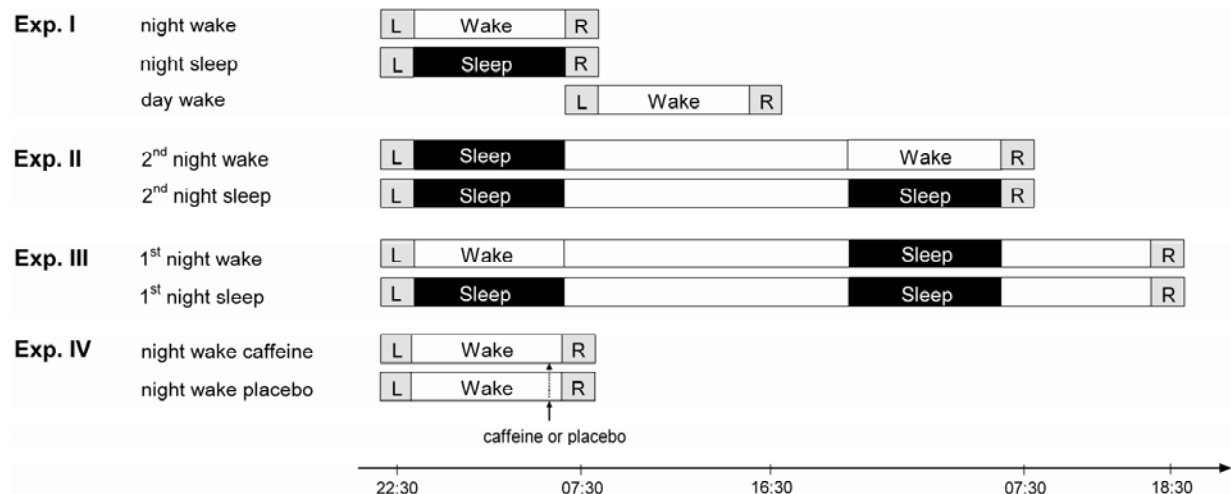 Exp. I night wake L Wake R
night sleep L Sleep R
day wake L Wake R
Exp. II 2nd night wake L Sleep Wake R
2nd night sleep L Sleep Sleep R
Exp. III 1st night wake L Wake Sleep R
1st night sleep L Sleep Sleep R
Exp. IV night wake caffeine L Wake R
night wake placebo L Wake R
caffeine or placebo
22:30 07:30 16:30 07:30 18:30